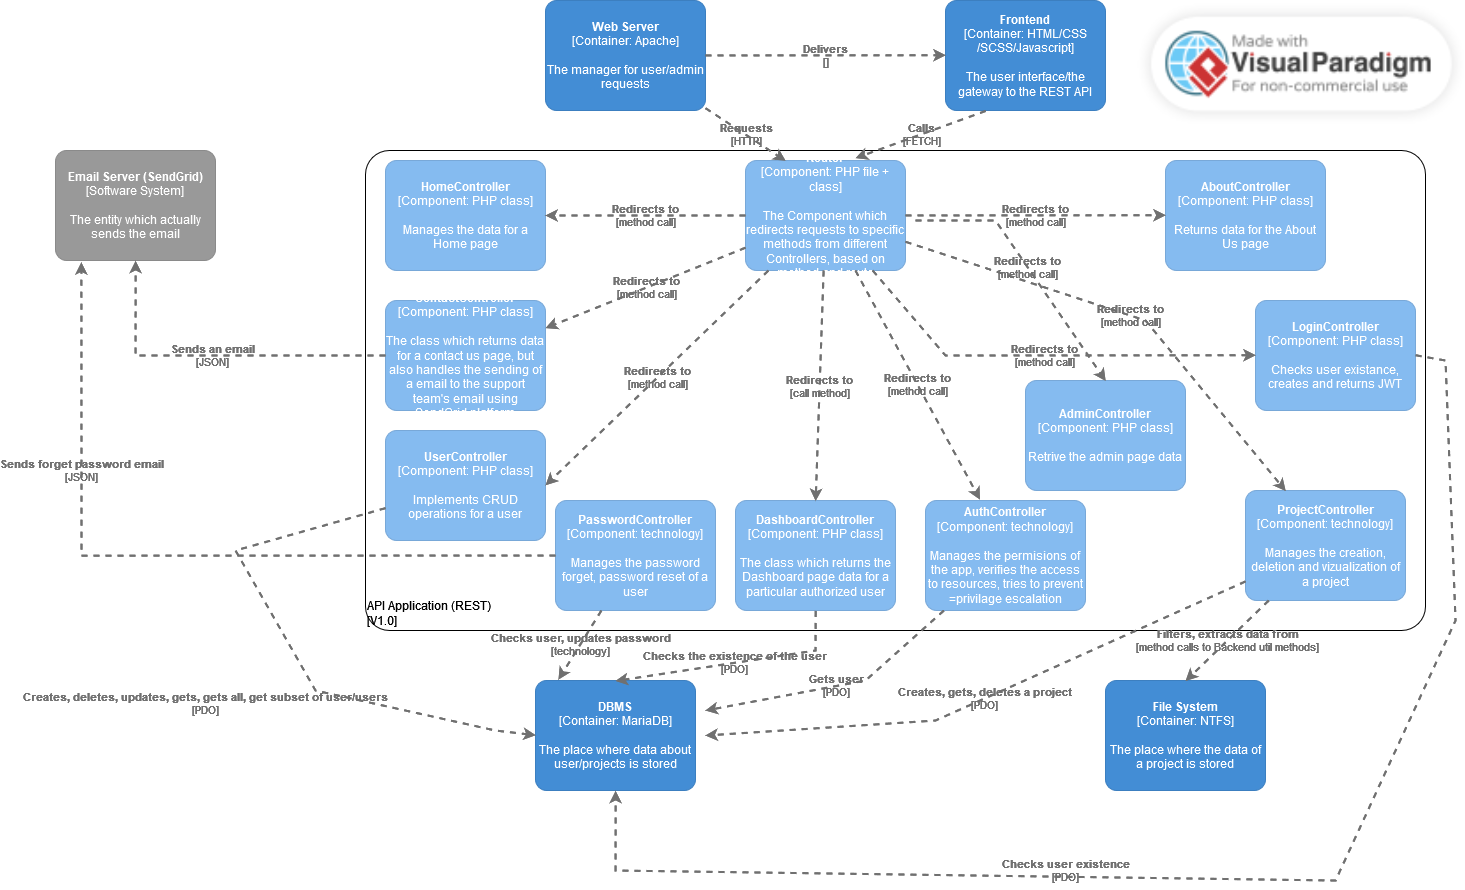 Web Server
[Container: Apache]
The manager for user/admin
requests
Delivers
[]
Frontend
[Container: HTML/CSS
/SCSS/Javascript]
The user interface/the
gateway to the REST API
Made with
Visual Paradigm
For non-commercial use
Requests
[HTTP]
Calls
[FETCH]
Email Server (SendGrid)
[Software System]
The entity which actually
sends the email
HomeController
[Component: PHP class]
Manages the data for a
Home page
Redirects to
[method call]
Router
[Component: PHP file +
class]
The Component which
redirects requests to specific
methods from different
Controllers, based on
Redirects to
[method call]
AboutController
[Component: PHP class]
Returns data for the About
Us page
Redirects to
[method call]
Redirects to
[method call]
Redirects to
[method call]
ContactController
[Component: PHP class]
The class which returns data
for a contact us page, but
also handles the sending of
a email to the support
team's email using
SendGrid platform
Sends an email
[JSON]
LoginController
[Component: PHP class]
Checks user existance,
creates and returns JWT
Redirects to
[method call]
Redirects to
[method call]
Redirects to
[call method]
Redirects to
[method call]
AdminController
[Component: PHP class]
Retrive the admin page data
UserController
[Component: PHP class]
Implements CRUD
operations for a user
Sends forget password email
[JSON]
PasswordController
[Component: technology]
Manages the password
forget, password reset of a
user
DashboardController
[Component: PHP class]
The class which returns the
Dashboard page data for a
particular authorized user
AuthController
[Component: technology]
Manages the permisions of
the app, verifies the access
to resources, tries to prevent
=privilage escalation
ProjectController
[Component: technology]
Manages the creation,
deletion and vizualization of
a project
API Application (REST)
[V1.0]
Checks user, updates password
[technology]
Checks the existence of the user
[PDO]
Gets user
[PDO]
Filters, extracts data from
[method calls to Backend util methods]
Creates, deletes, updates, gets, gets all, get subset of user/users
[PDO]
Creates, gets, deletes a project
[PDO]
DBMS
[Container: MariaDB]
The place where data about
user/projects is stored
File System
[Container: NTFS]
The place where the data of
a project is stored
Checks user existence
[PDO]